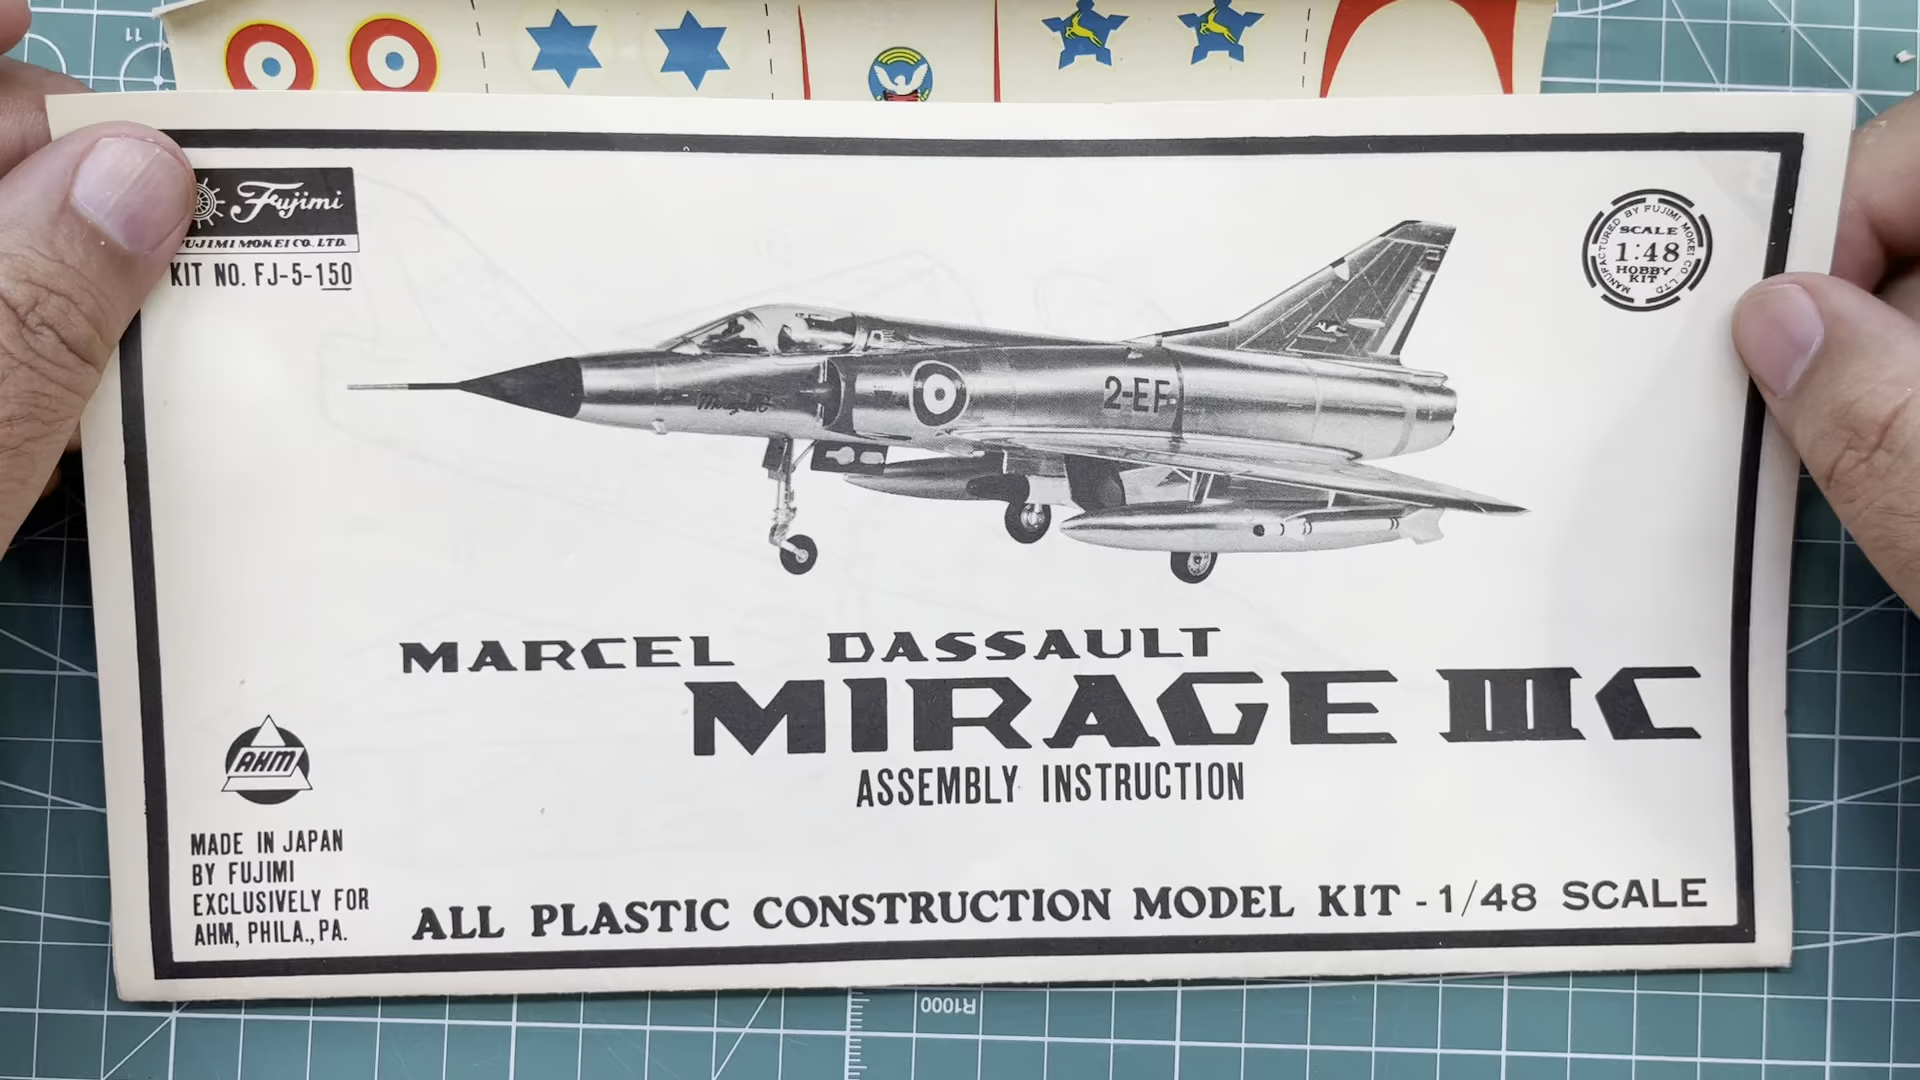 11
Fujimi
FUJIMI MOKEI CO. LTD.
KIT NO. FJ-5-150
MANUFACTURED BY FUJIMI MOKEI CO. LTD
SCALE
1:48
HOBBY
KIT
2-EF
MARCEL DASSAULT
MIRAGE III C
ASSEMBLY INSTRUCTION
AHM
MADE IN JAPAN
BY FUJIMI
EXCLUSIVELY FOR
AHM, PHILA., PA.
ALL PLASTIC CONSTRUCTION MODEL KIT - 1/48 SCALE
R1000